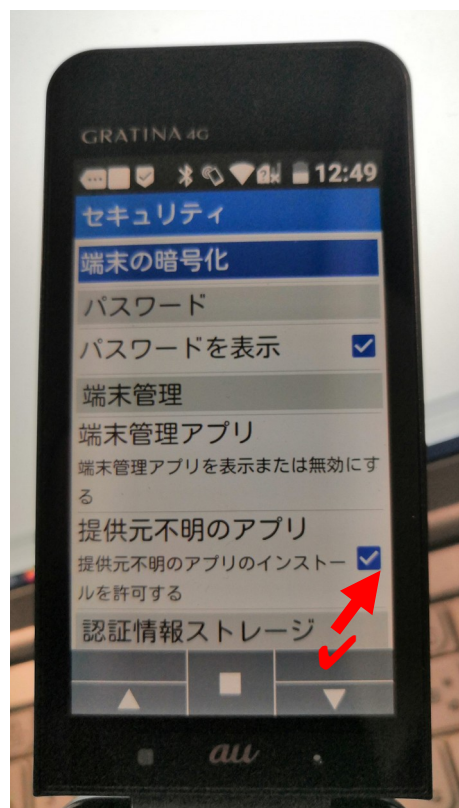 GRATINA 4G
12:49
セキュリティ
端末の暗号化
パスワード
パスワードを表示
端末管理
端末管理アプリ
端末管理アプリを表示または無効にす
る
提供元不明のアプリ
提供元不明のアプリのインストー
ルを許可する
認証情報ストレージ
au